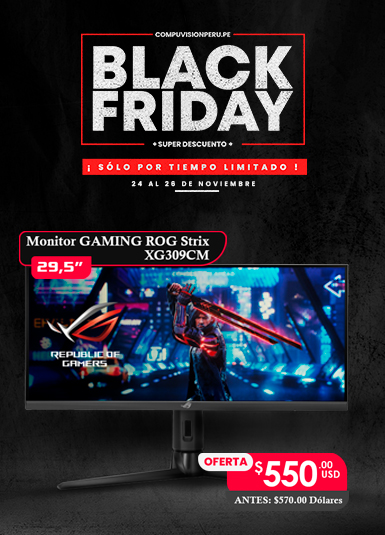 COMPUVISIONPERU.PE
BLACK
FRIDAY
SUPER DESCUENTO
¡ SÓLO POR TIEMPO LIMITADO !
24 AL 26 DE NOVIEMBRE
Monitor GAMING ROG Strix
XG309CM
29,5”
REPUBLIC OF
GAMERS
OFERTA
$550.00
USD
ANTES: $570.00 Dólares